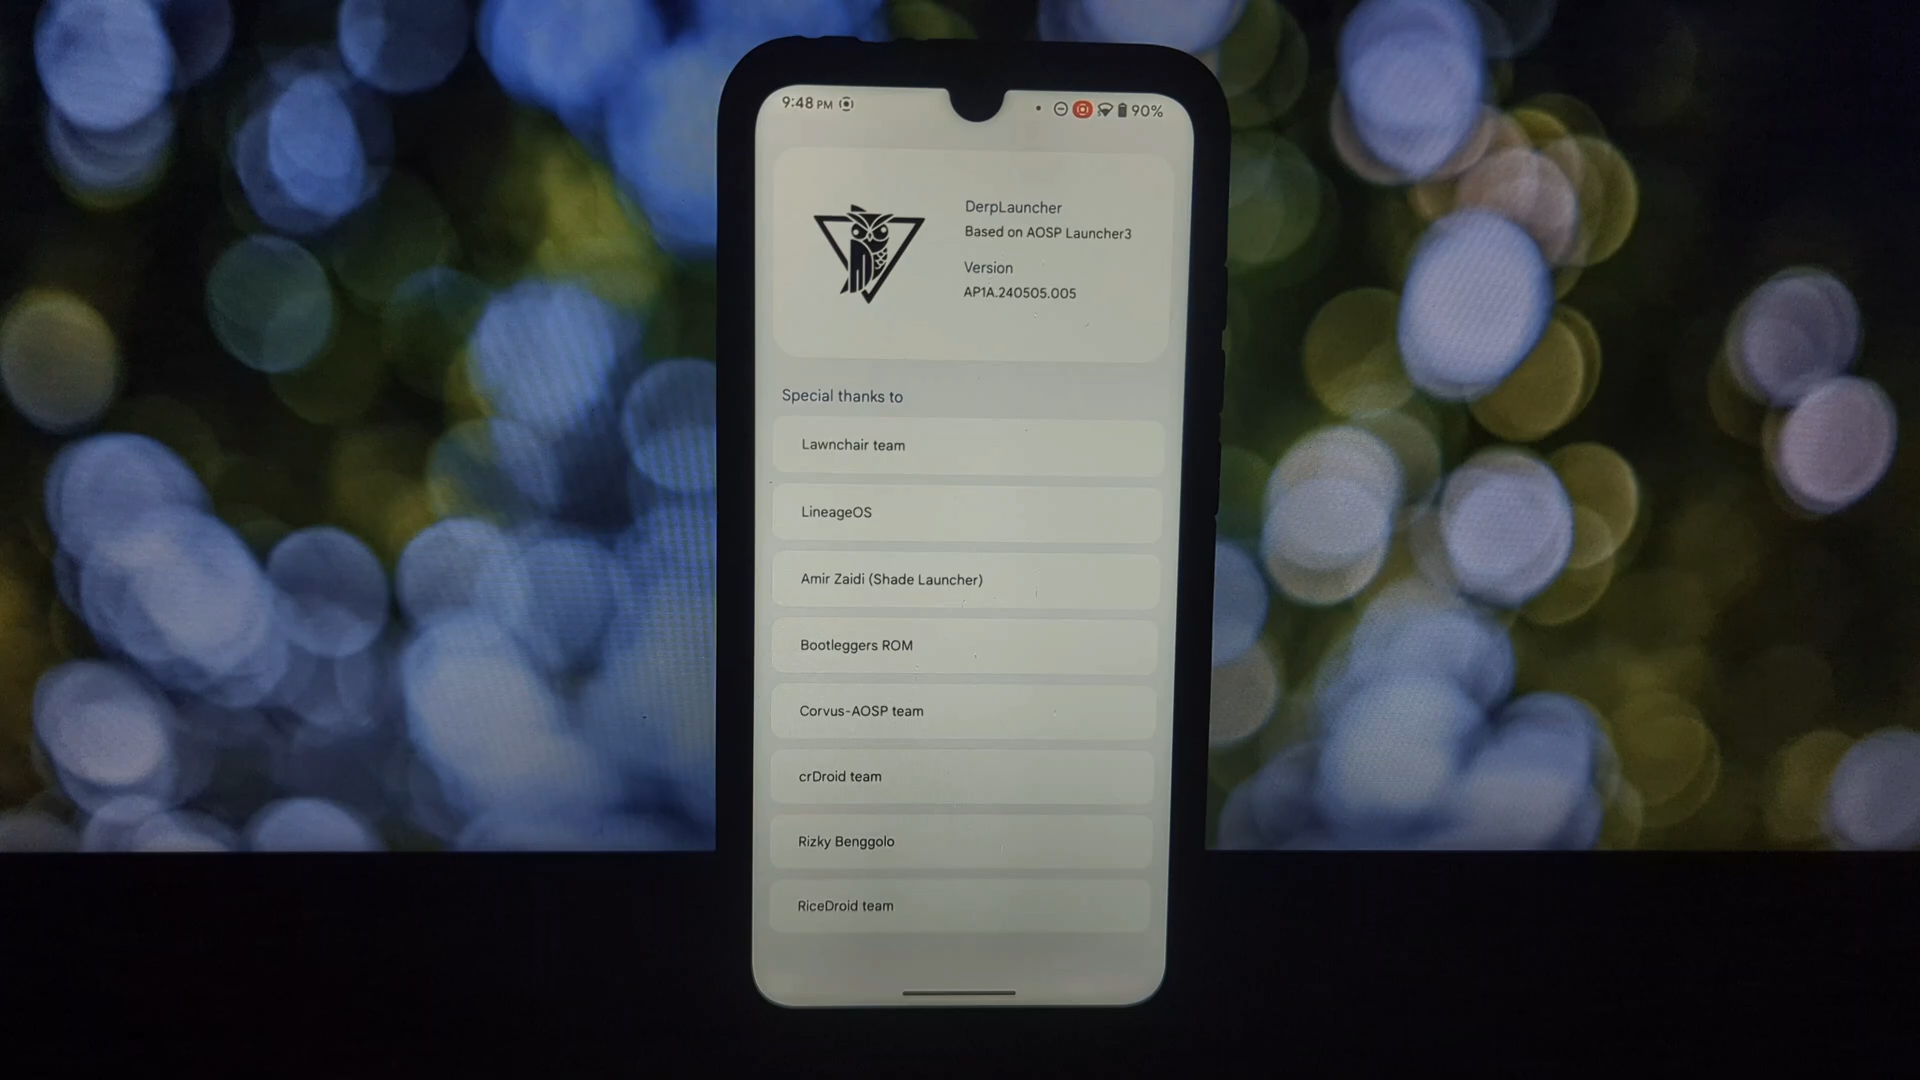 9:48 PM
90%
DerpLauncher
Based on AOSP Launcher3
Version
AP1A.240505.005
Special thanks to
Lawnchair team
LineageOS
Amir Zaidi (Shade Launcher)
Bootleggers ROM
Corvus-AOSP team
crDroid team
Rizky Benggolo
RiceDroid team